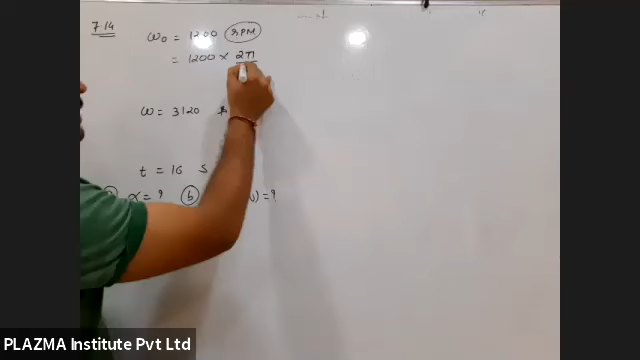 7.14
ω₀ = 1200 RPM
= 1200 × 2π
ω = 3120
t = 16 s
α = ? (b) = ?
PLAZMA Institute Pvt Ltd